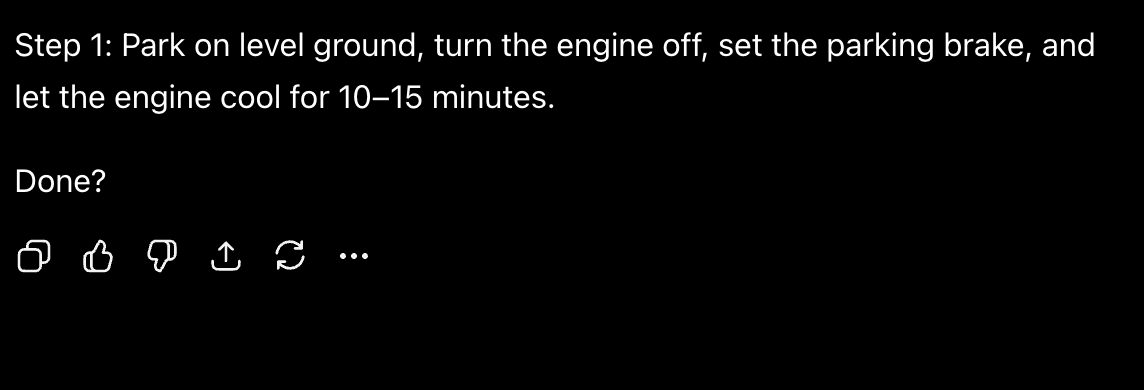 Step 1: Park on level ground, turn the engine off, set the parking brake, and
let the engine cool for 10–15 minutes.
Done?